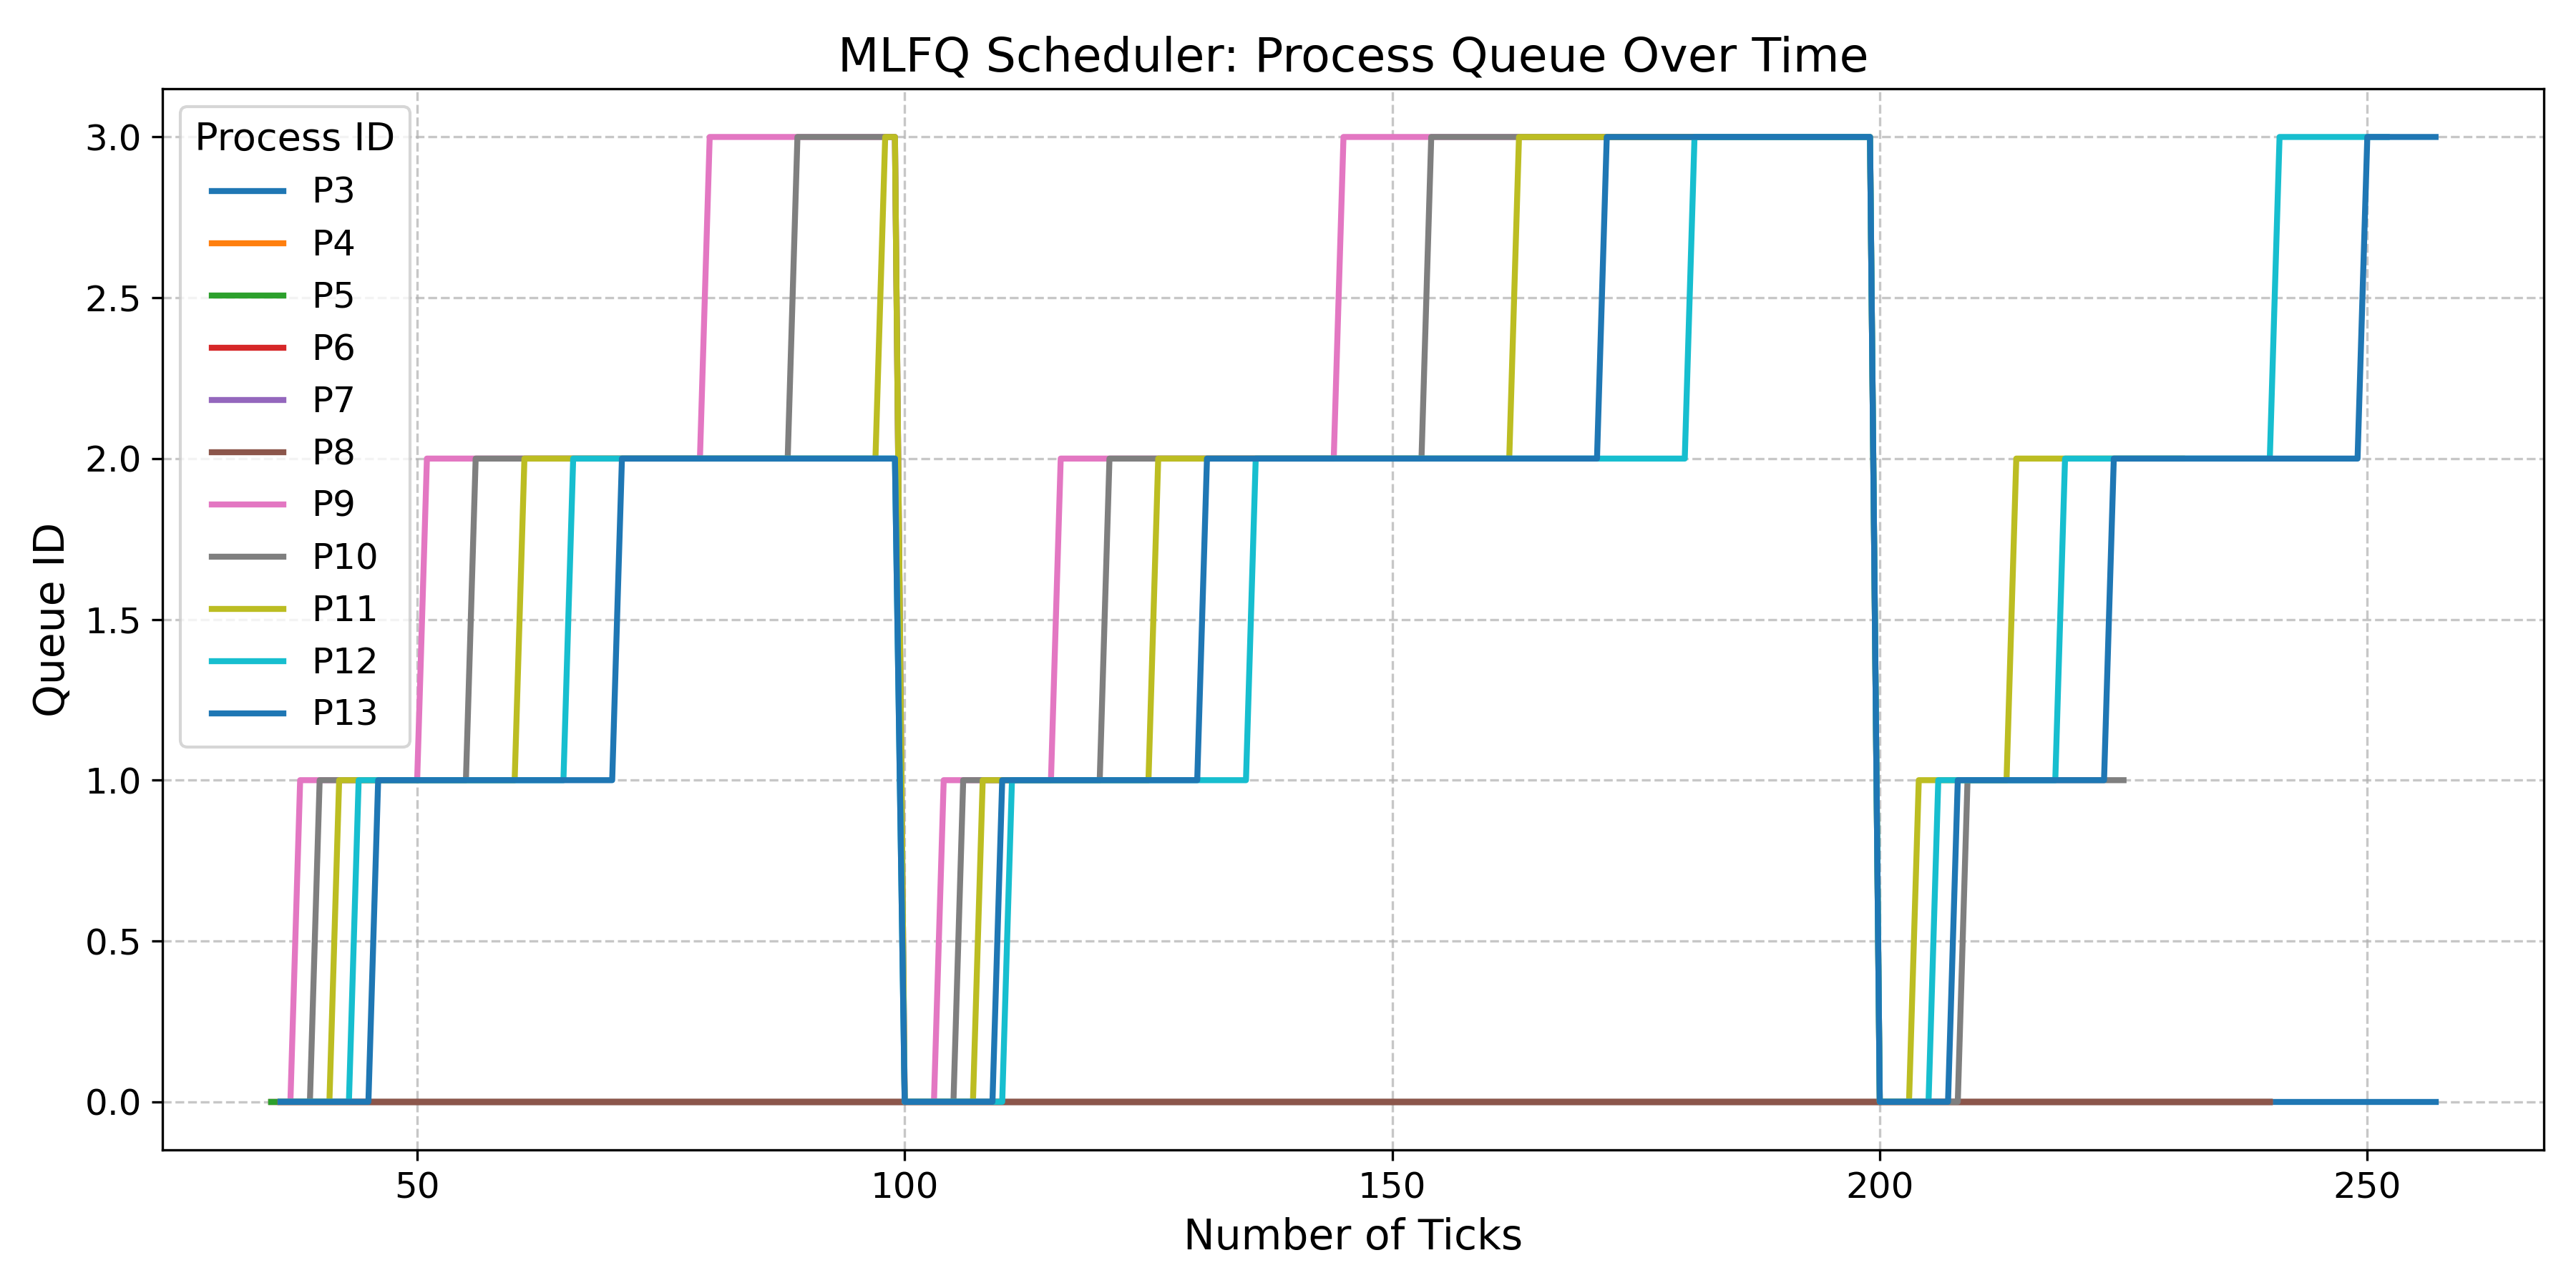 MLFQ Scheduler: Process Queue Over Time
Process ID
P3
P4
P5
P6
P7
P8
P9
P10
P11
P12
P13
3.0
2.5
2.0
1.5
1.0
0.5
0.0
Queue ID
50
100
150
200
250
Number of Ticks